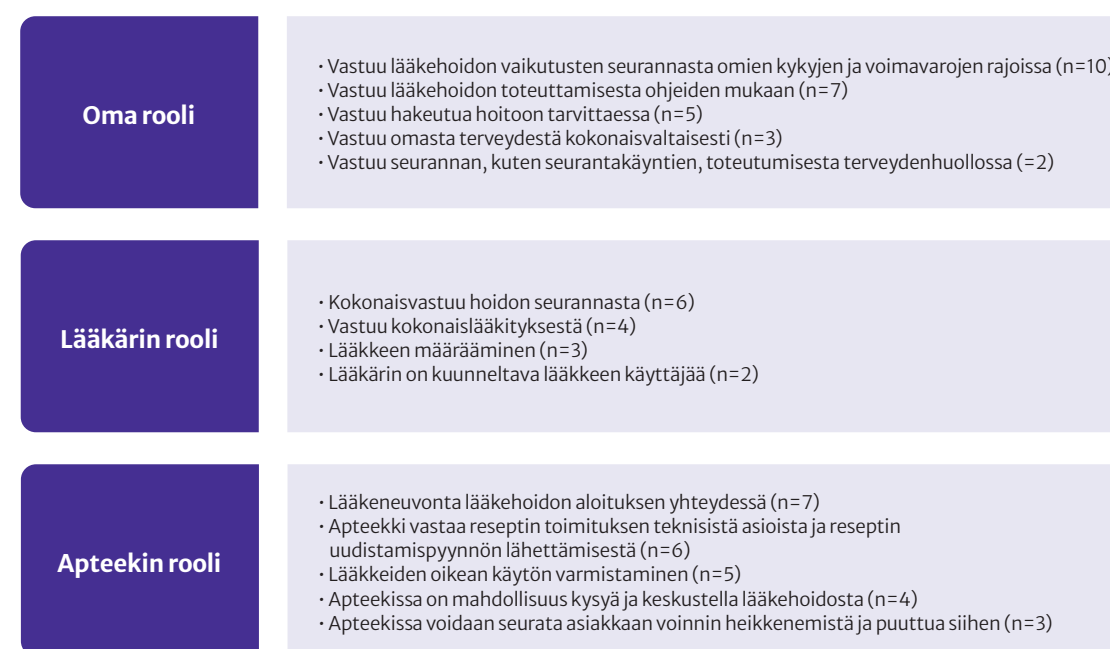 Oma rooli
· Vastuu lääkehoidon vaikutusten seurannasta omien kykyjen ja voimavarojen rajoissa (n=10)
· Vastuu lääkehoidon toteuttamisesta ohjeiden mukaan (n=7)
· Vastuu hakeutua hoitoon tarvittaessa (n=5)
· Vastuu omasta terveydestä kokonaisvaltaisesti (n=3)
· Vastuu seurannan, kuten seurantakäyntien, toteutumisesta terveydenhuollossa (=2)
Lääkärin rooli
· Kokonaisvastuu hoidon seurannasta (n=6)
· Vastuu kokonaislääkityksestä (n=4)
· Lääkkeen määrääminen (n=3)
· Lääkärin on kuunneltava lääkkeen käyttäjää (n=2)
Apteekin rooli
· Lääkeneuvonta lääkehoidon aloituksen yhteydessä (n=7)
· Apteekki vastaa reseptin toimituksen teknisistä asioista ja reseptin
uudistamispyynnön lähettämisestä (n=6)
· Lääkkeiden oikean käytön varmistaminen (n=5)
· Apteekissa on mahdollisuus kysyä ja keskustella lääkehoidosta (n=4)
· Apteekissa voidaan seurata asiakkaan voinnin heikkenemistä ja puuttua siihen (n=3)